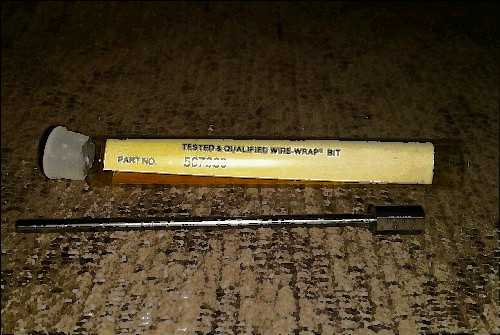 TESTED & QUALIFIED WIRE-WRAP® BIT
PART NO.